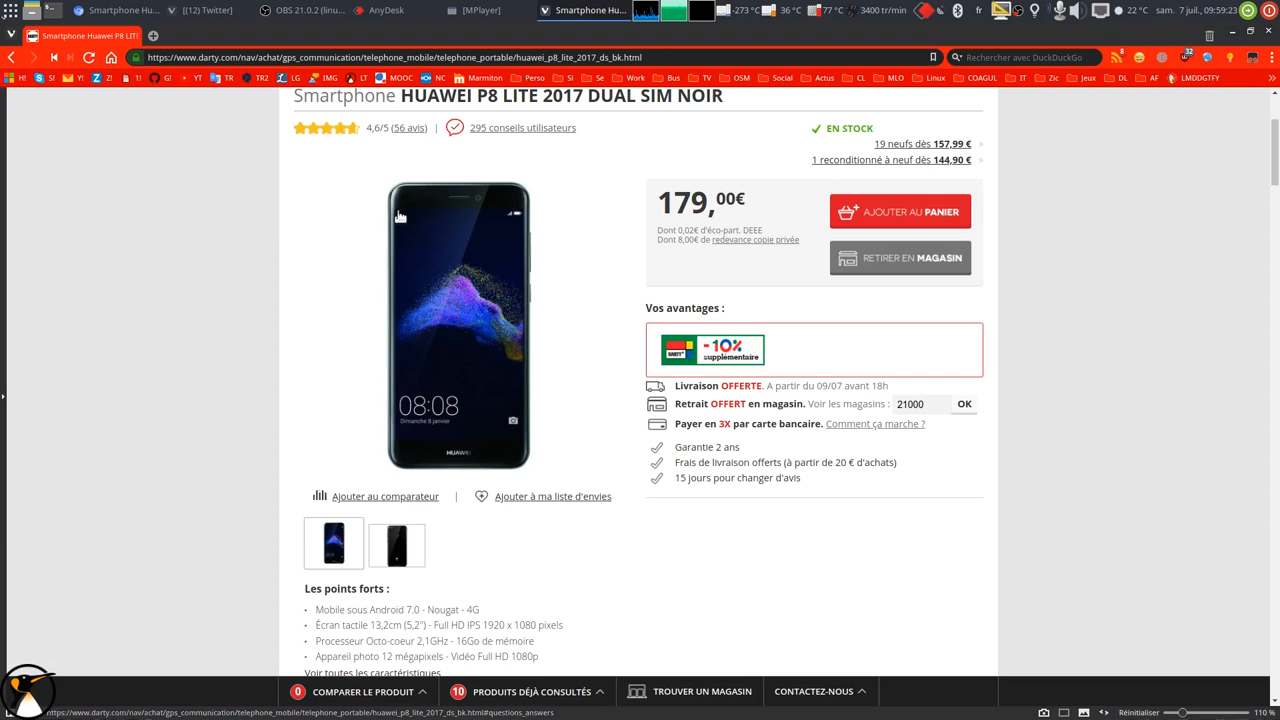 Smartphone Hu...
[(12) Twitter]
OBS 21.0.2 (linu...
AnyDesk
[MPlayer]
Smartphone Hu...
-273 °C
36 °C
77 °C
3400 tr/min
fr
22 °C
sam. 7 juil., 09:59:23
Smartphone Huawei P8 LITE
https://www.darty.com/nav/achat/gps_communication/telephone_mobile/telephone_portable/huawei_p8_lite_2017_ds_bk.html
Rechercher avec DuckDuckGo
8
32
H!
S!
Y!
Z!
1!
G!
YT
TR
TR2
LG
IMG
LT
MOOC
NC
Marmiton
Perso
Si
See
Work
Bus
TV
OSM
Social
Actus
CL
MLO
Linux
COAGUL
IT
Zic
Jeux
DL
AF
LMDDGTFY
Smartphone HUAWEI P8 LITE 2017 DUAL SIM NOIR
4,6/5 (56 avis) | 295 conseils utilisateurs
EN STOCK
19 neufs dès 157,99 € »
1 reconditionné à neuf dès 144,90 € »
179,00€
AJOUTER AU PANIER
Dont 0,02€ d'éco-part. DEEE
Dont 8,00€ de redevance copie privée
RETIRER EN MAGASIN
Vos avantages :
DARTY
-10%
supplémentaire
Livraison OFFERTE. A partir du 09/07 avant 18h
Retrait OFFERT en magasin. Voir les magasins : 21000 OK
Payer en 3X par carte bancaire. Comment ça marche ?
Garantie 2 ans
Frais de livraison offerts (à partir de 20 € d'achats)
15 jours pour changer d'avis
08:08
Dimanche 8 janvier
HUAWEI
Ajouter au comparateur | Ajouter à ma liste d'envies
Les points forts :
• Mobile sous Android 7.0 - Nougat - 4G
• Écran tactile 13,2cm (5,2") - Full HD IPS 1920 x 1080 pixels
• Processeur Octo-coeur 2,1GHz - 16Go de mémoire
• Appareil photo 12 mégapixels - Vidéo Full HD 1080p
Voir toutes les caractéristiques
0 COMPARER LE PRODUIT
10 PRODUITS DÉJÀ CONSULTÉS
TROUVER UN MAGASIN
CONTACTEZ-NOUS
https://www.darty.com/nav/achat/gps_communication/telephone_mobile/telephone_portable/huawei_p8_lite_2017_ds_bk.html#questions_answers
Réinitialiser
110 %